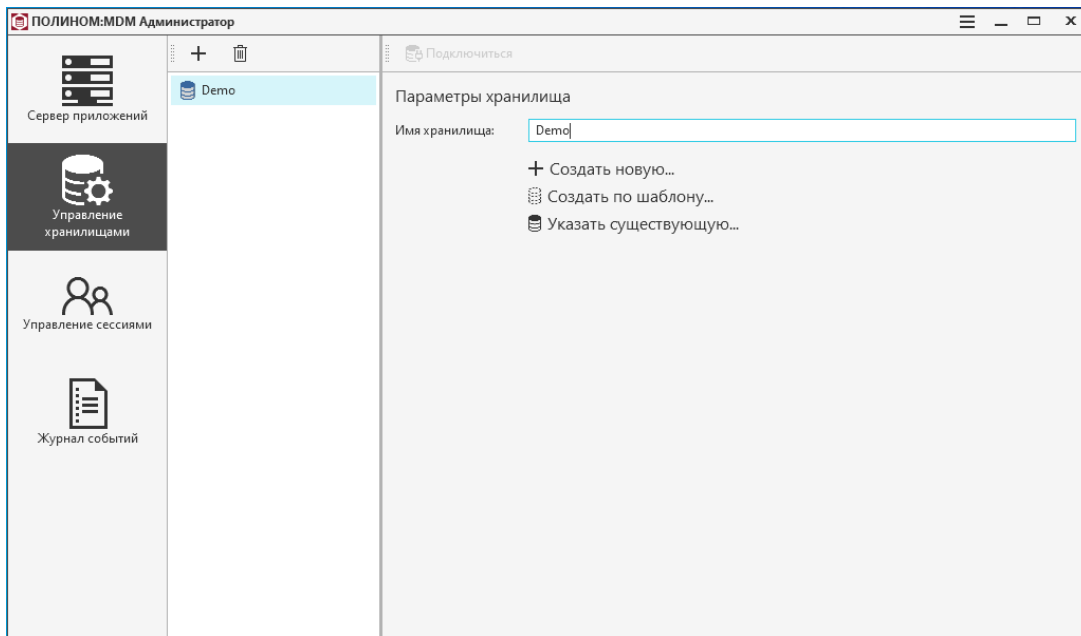 ПОЛИНОМ:MDM Администратор
Сервер приложений
Управление
хранилищами
Управление сессиями
Журнал событий
Demo
Подключиться
Параметры хранилища
Имя хранилища:
Demo
Создать новую...
Создать по шаблону...
Указать существующую...